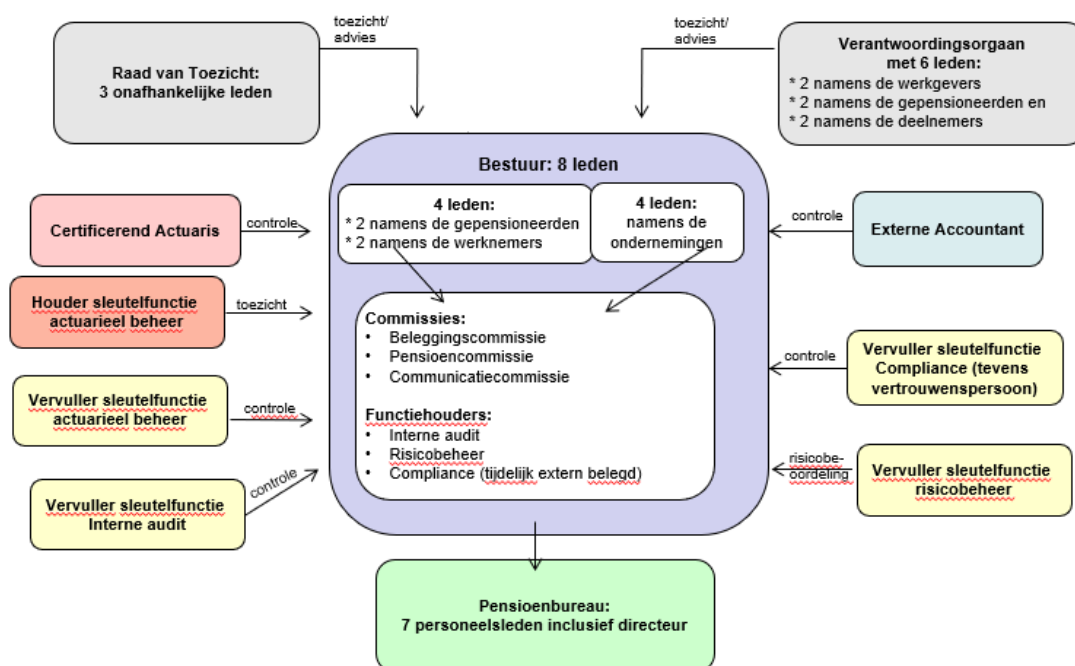 toezicht/
advies
toezicht/
advies
Raad van Toezicht:
3 onafhankelijke leden
Verantwoordingsorgaan
met 6 leden:
* 2 namens de werkgevers
* 2 namens de gepensioneerden en
* 2 namens de deelnemers
Bestuur: 8 leden
4 leden:
* 2 namens de gepensioneerden
* 2 namens de werknemers
4 leden:
namens de
ondernemingen
Certificerend Actuaris
controle
controle
Externe Accountant
Houder sleutelfunctie
actuarieel beheer
toezicht
Commissies:
• Beleggingscommissie
• Pensioencommissie
• Communicatiecommissie
controle
Vervuller sleutelfunctie
Compliance (tevens
vertrouwenspersoon)
Vervuller sleutelfunctie
actuarieel beheer
controle
Functiehouders:
• Interne audit
• Risicobeheer
• Compliance (tijdelijk extern belegd)
risicobe-
oordeling
Vervuller sleutelfunctie
risicobeheer
Vervuller sleutelfunctie
Interne audit
controle
Pensioenbureau:
7 personeelsleden inclusief directeur